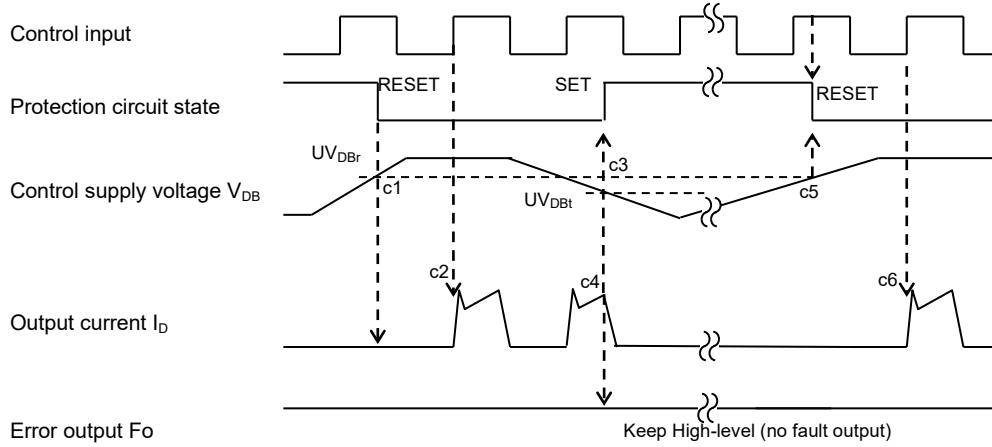 Control input
RESET
SET
RESET
Protection circuit state
UVDBr
c3
c1
c5
Control supply voltage VDB
UVDBt
c2
c4
c6
Output current ID
Error output Fo
Keep High-level (no fault output)